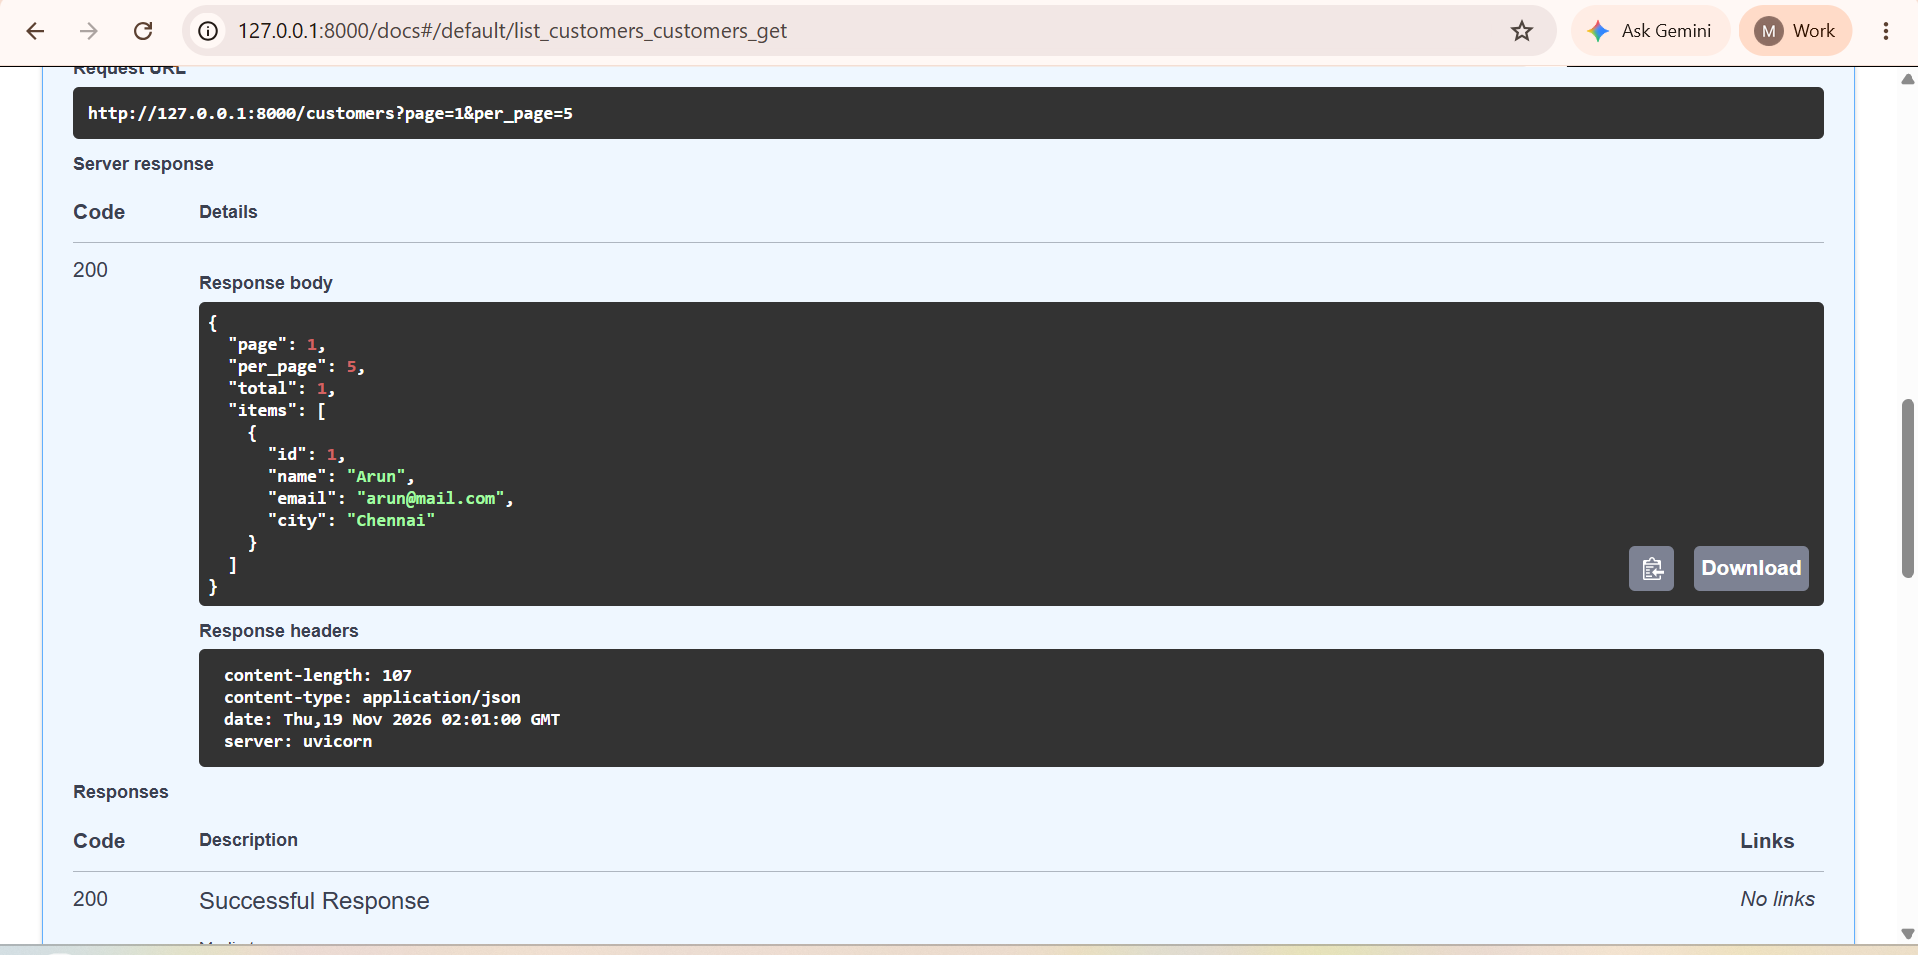 127.0.0.1:8000/docs#/default/list_customers_customers_get
Ask Gemini
M Work
Request URL
http://127.0.0.1:8000/customers?page=1&per_page=5
Server response
Code Details
200
Response body
{
  "page": 1,
  "per_page": 5,
  "total": 1,
  "items": [
    {
      "id": 1,
      "name": "Arun",
      "email": "arun@mail.com",
      "city": "Chennai"
    }
  ]
}
Download
Response headers
content-length: 107
content-type: application/json
date: Thu,19 Nov 2026 02:01:00 GMT
server: uvicorn
Responses
Code Description Links
200 Successful Response No links